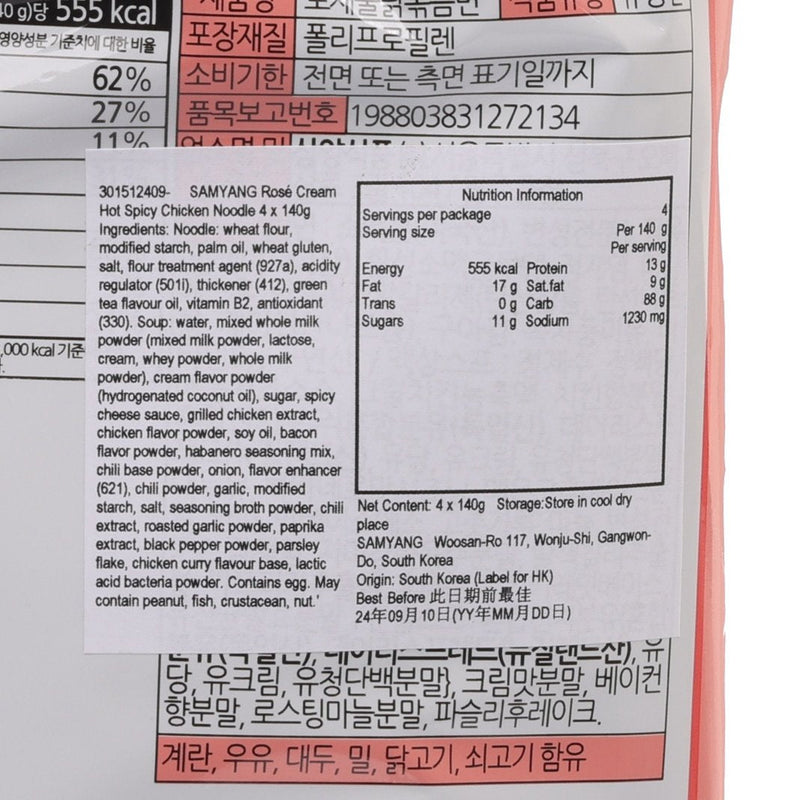 555 kcal
영양성분 기준치에 대한 비율
62%
27%
11%
포장재질 폴리프로필렌
소비기한 전면 또는 측면 표기일까지
품목보고번호 198803831272134
,000 kcal 기준
301512409- SAMYANG Rosé Cream
Hot Spicy Chicken Noodle 4 x 140g
Ingredients: Noodle: wheat flour,
modified starch, palm oil, wheat gluten,
salt, flour treatment agent (927a), acidity
regulator (501i), thickener (412), green
tea flavour oil, vitamin B2, antioxidant
(330). Soup: water, mixed whole milk
powder (mixed milk powder, lactose,
cream, whey powder, whole milk
powder), cream flavor powder
(hydrogenated coconut oil), sugar, spicy
cheese sauce, grilled chicken extract,
chicken flavor powder, soy oil, bacon
flavor powder, habanero seasoning mix,
chili base powder, onion, flavor enhancer
(621), chili powder, garlic, modified
starch, salt, seasoning broth powder, chili
extract, roasted garlic powder, paprika
extract, black pepper powder, parsley
flake, chicken curry flavour base, lactic
acid bacteria powder. Contains egg. May
contain peanut, fish, crustacean, nut.'
Nutrition Information
Servings per package 4
Serving size Per 140 g
Per serving
Energy 555 kcal Protein 13 g
Fat 17 g Sat.fat 9 g
Trans 0 g Carb 88 g
Sugars 11 g Sodium 1230 mg
Net Content: 4 x 140g Storage:Store in cool dry
place
SAMYANG Woosan-Ro 117, Wonju-Shi, Gangwon-
Do, South Korea
Origin: South Korea (Label for HK)
Best Before 此日期前最佳
24年09月10日(YY年MM月DD日)
당, 유크림, 유청단백분말}, 크림맛분말, 베이컨
향분말, 로스팅마늘분말, 파슬리후레이크.
계란, 우유, 대두, 밀, 닭고기, 쇠고기 함유